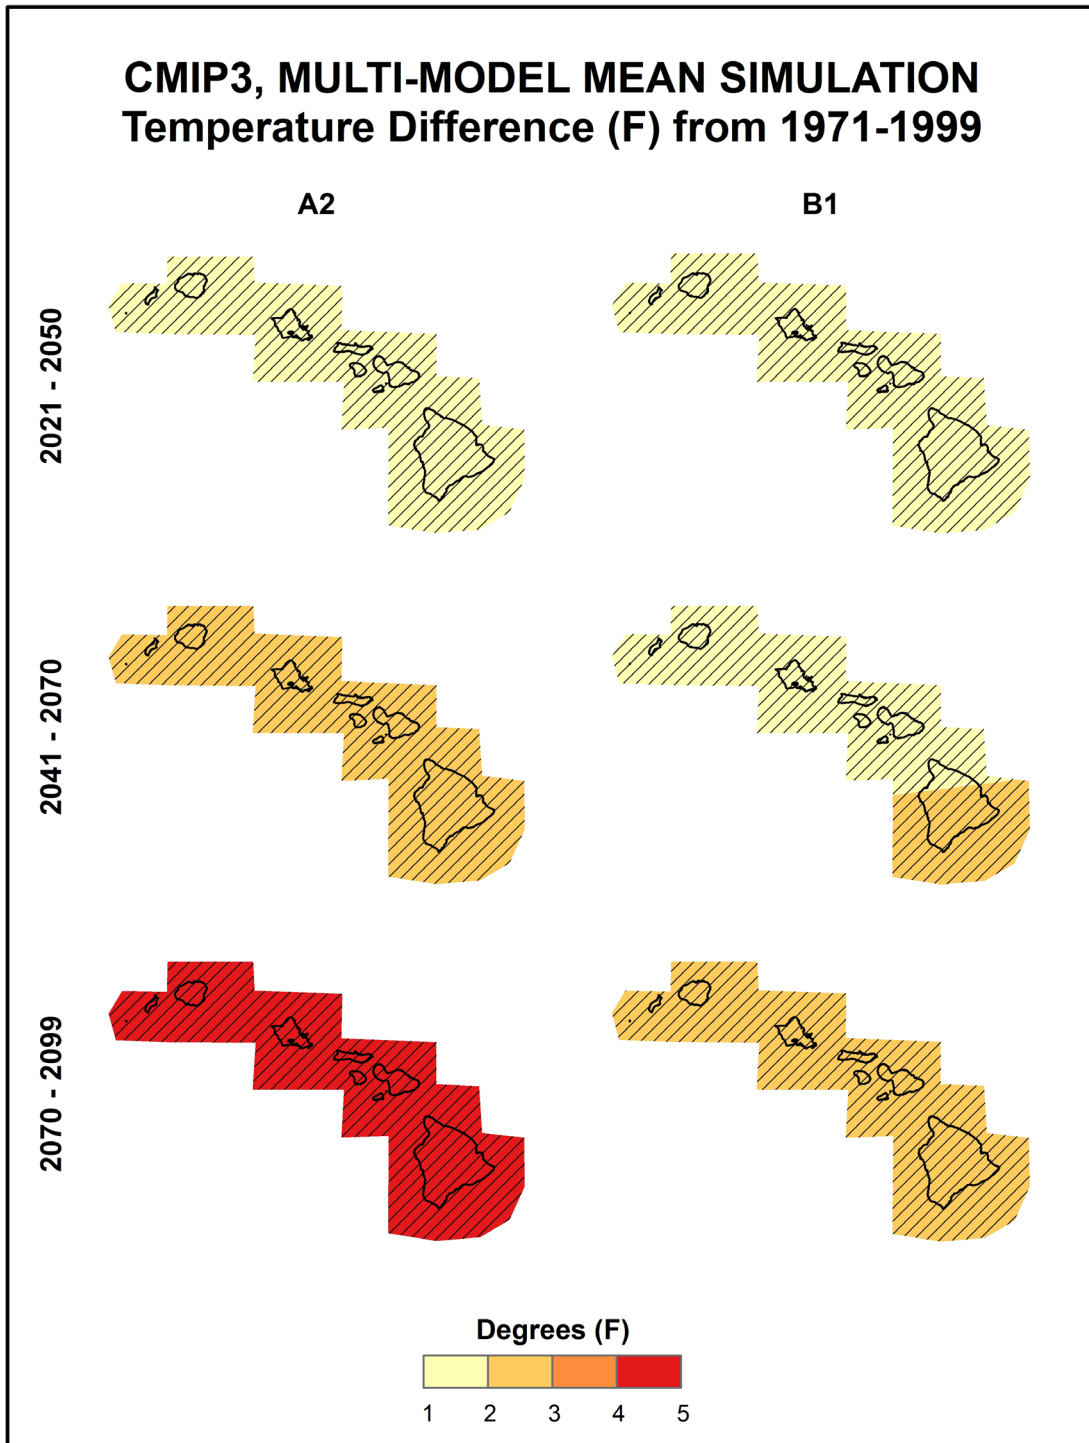 CMIP3, MULTI-MODEL MEAN SIMULATION
Temperature Difference (F) from 1971-1999
A2 B1
2021 - 2050
2041 - 2070
2070 - 2099
Degrees (F)
1 2 3 4 5